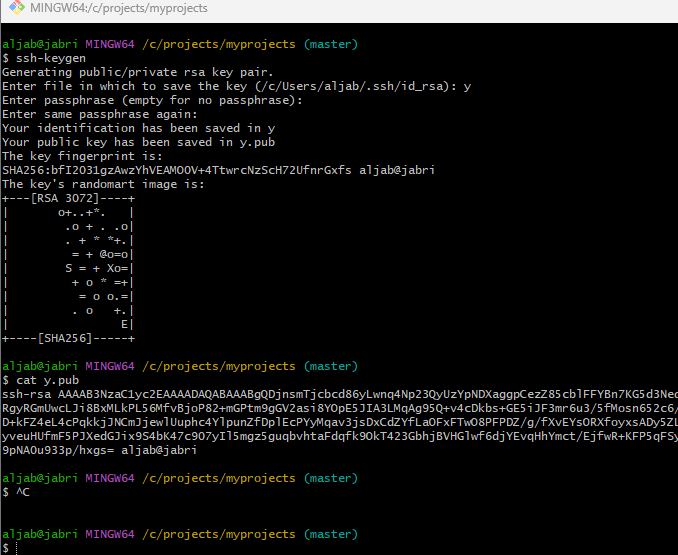 MINGW64:/c/projects/myprojects
aljab@jabri MINGW64 /c/projects/myprojects (master)
$ ssh-keygen
Generating public/private rsa key pair.
Enter file in which to save the key (/c/Users/aljab/.ssh/id_rsa): y
Enter passphrase (empty for no passphrase):
Enter same passphrase again:
Your identification has been saved in y
Your public key has been saved in y.pub
The key fingerprint is:
SHA256:bfI2O31gzAwzYhVEAMOOV+4TtwrcNzScH72UfnrGxfs aljab@jabri
The key's randomart image is:
+---[RSA 3072]----+
|       o+..+*.   |
|        .o + . .o|
|        . + * *+.|
|         = + @o=o|
|        S = + Xo=|
|         + o * =+|
|          = o o.=|
|         . o   +.|
|                E|
+----[SHA256]-----+
aljab@jabri MINGW64 /c/projects/myprojects (master)
$ cat y.pub
ssh-rsa AAAAB3NzaC1yc2EAAAADAQABAAABgQDjnsmTjcbcd86yLwnq4Np23QyUzYpNDXaggpCezZ85cblFFYBn7KG5d3Nec
RgyRGmUwcLJi8BxMLkPL56MfvBjoP82+mGPtm9gGV2asi8YOpE5JIA3LMqAg95Q+v4cDkbs+GE5iJF3mr6u3/5fMosn652c6/
D+kFZ4eL4cPqkkjJNCmJjewlUuphc4YlpunZfDplEcPYyMqav3jsDxCdZYfLaOFxFTwO8PFPDZ/g/fXvEYsORXfoyxsADy5ZL
yveuHUfmF5PJXedGJix9S4bK47c9O7yIl5mgz5guqbvhtaFdqfk9OkT423GbhjBVHGlwf6djYEvqHhYmct/EjfwR+KFP5qFSy
9pNAOu933p/hxgs= aljab@jabri
aljab@jabri MINGW64 /c/projects/myprojects (master)
$ ^C
aljab@jabri MINGW64 /c/projects/myprojects (master)
$